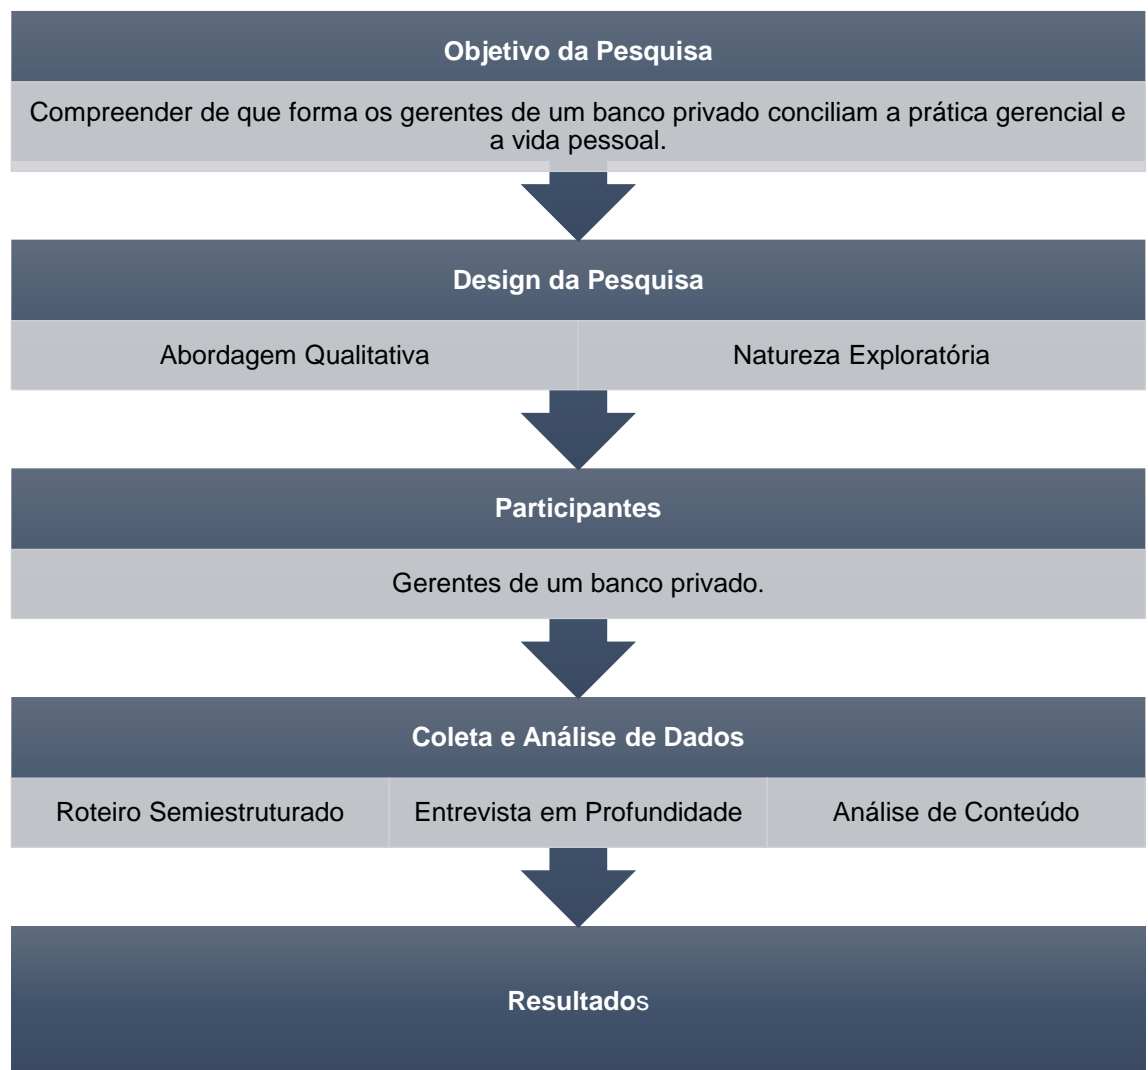 Objetivo da Pesquisa
Compreender de que forma os gerentes de um banco privado conciliam a prática gerencial e
a vida pessoal.
Design da Pesquisa
Abordagem Qualitativa
Natureza Exploratória
Participantes
Gerentes de um banco privado.
Coleta e Análise de Dados
Roteiro Semiestruturado
Entrevista em Profundidade
Análise de Conteúdo
Resultados